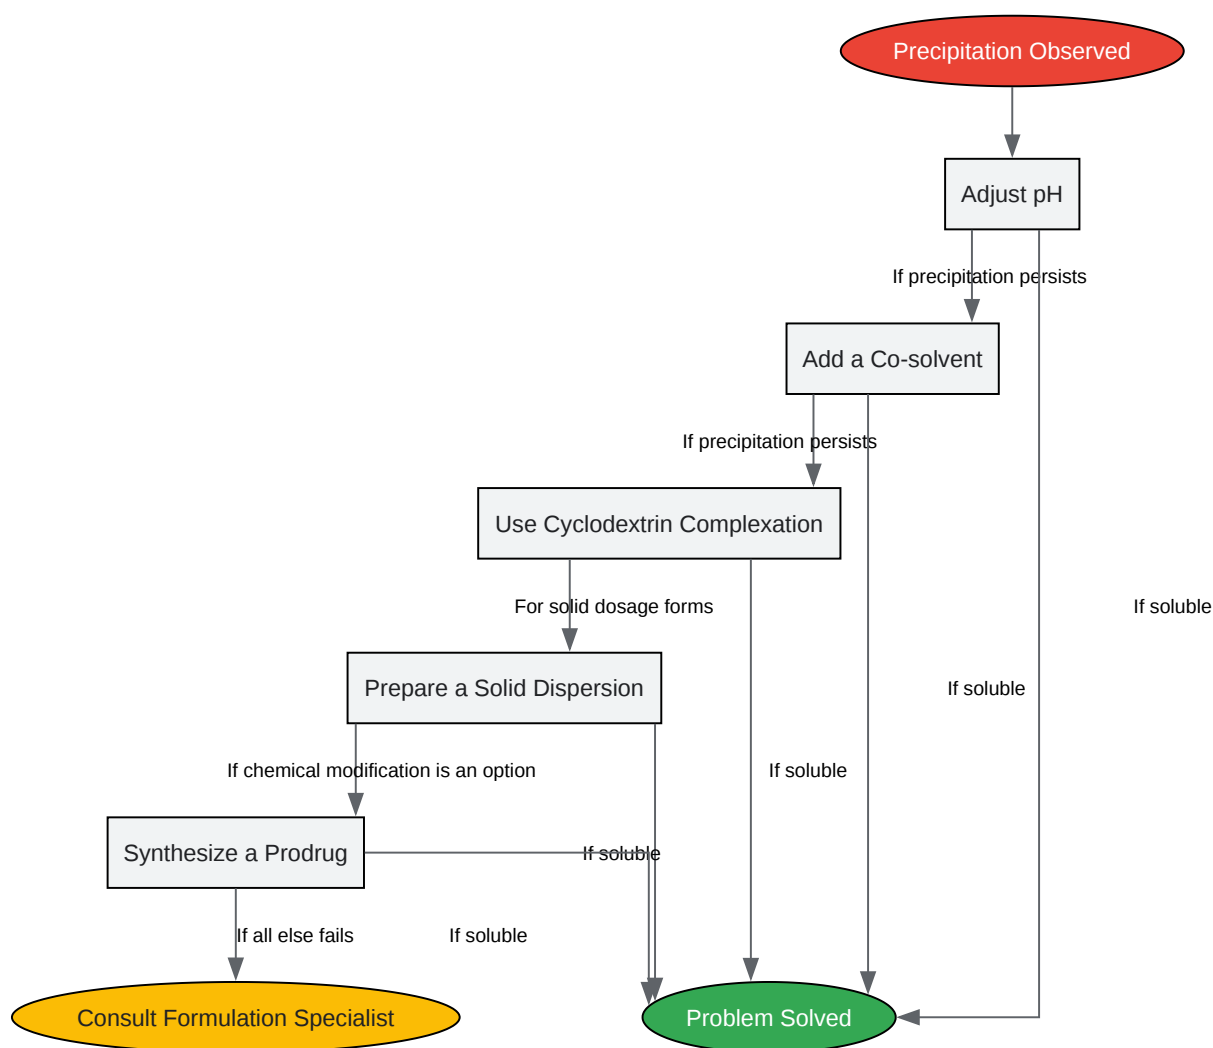 Precipitation Observed
Adjust pH
If precipitation persists
Add a Co-solvent
If precipitation persists
Use Cyclodextrin Complexation
For solid dosage forms
If soluble
Prepare a Solid Dispersion
If soluble
If chemical modification is an option
If soluble
Synthesize a Prodrug
If soluble
If all else fails
If soluble
Consult Formulation Specialist
Problem Solved